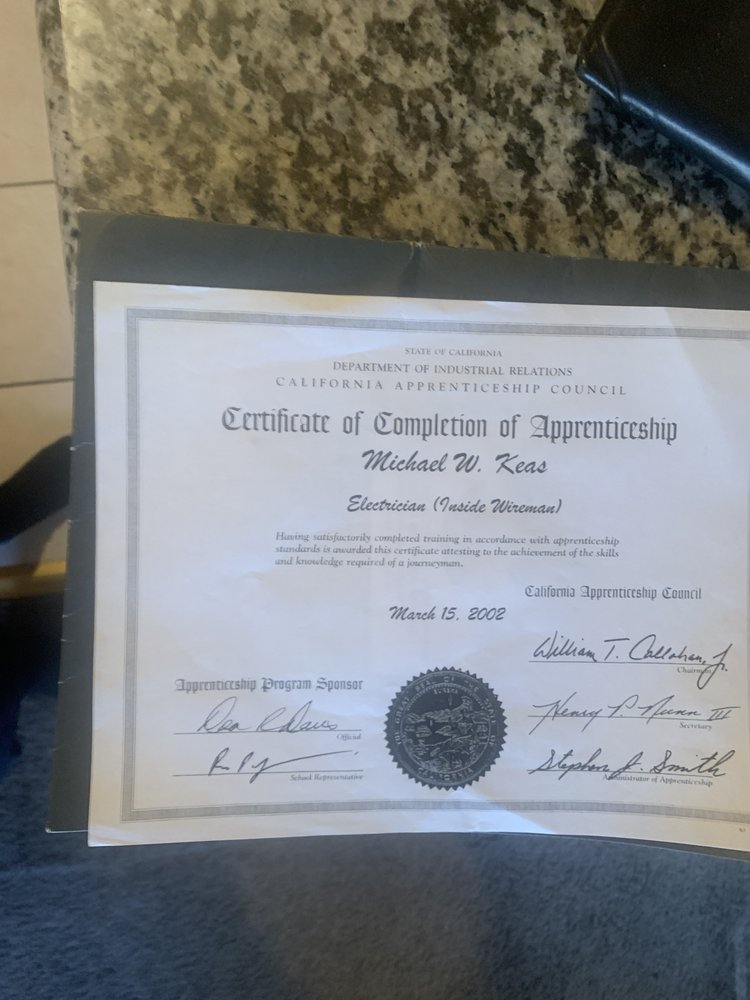 STATE OF CALIFORNIA
DEPARTMENT OF INDUSTRIAL RELATIONS
CALIFORNIA APPRENTICESHIP COUNCIL
Certificate of Completion of Apprenticeship
Michael W. Keas
Electrician (Inside Wireman)
Having satisfactorily completed training in accordance with apprenticeship
standards is awarded this certificate attesting to the achievement of the skills
and knowledge required of a journeyman.
California Apprenticeship Council
March 15, 2002
William T. Callahan, Jr.
Chairman
Apprenticeship Program Sponsor
Official
Henry P. Nunn III
Secretary
School Representative
Stephen J. Smith
Administrator of Apprenticeship